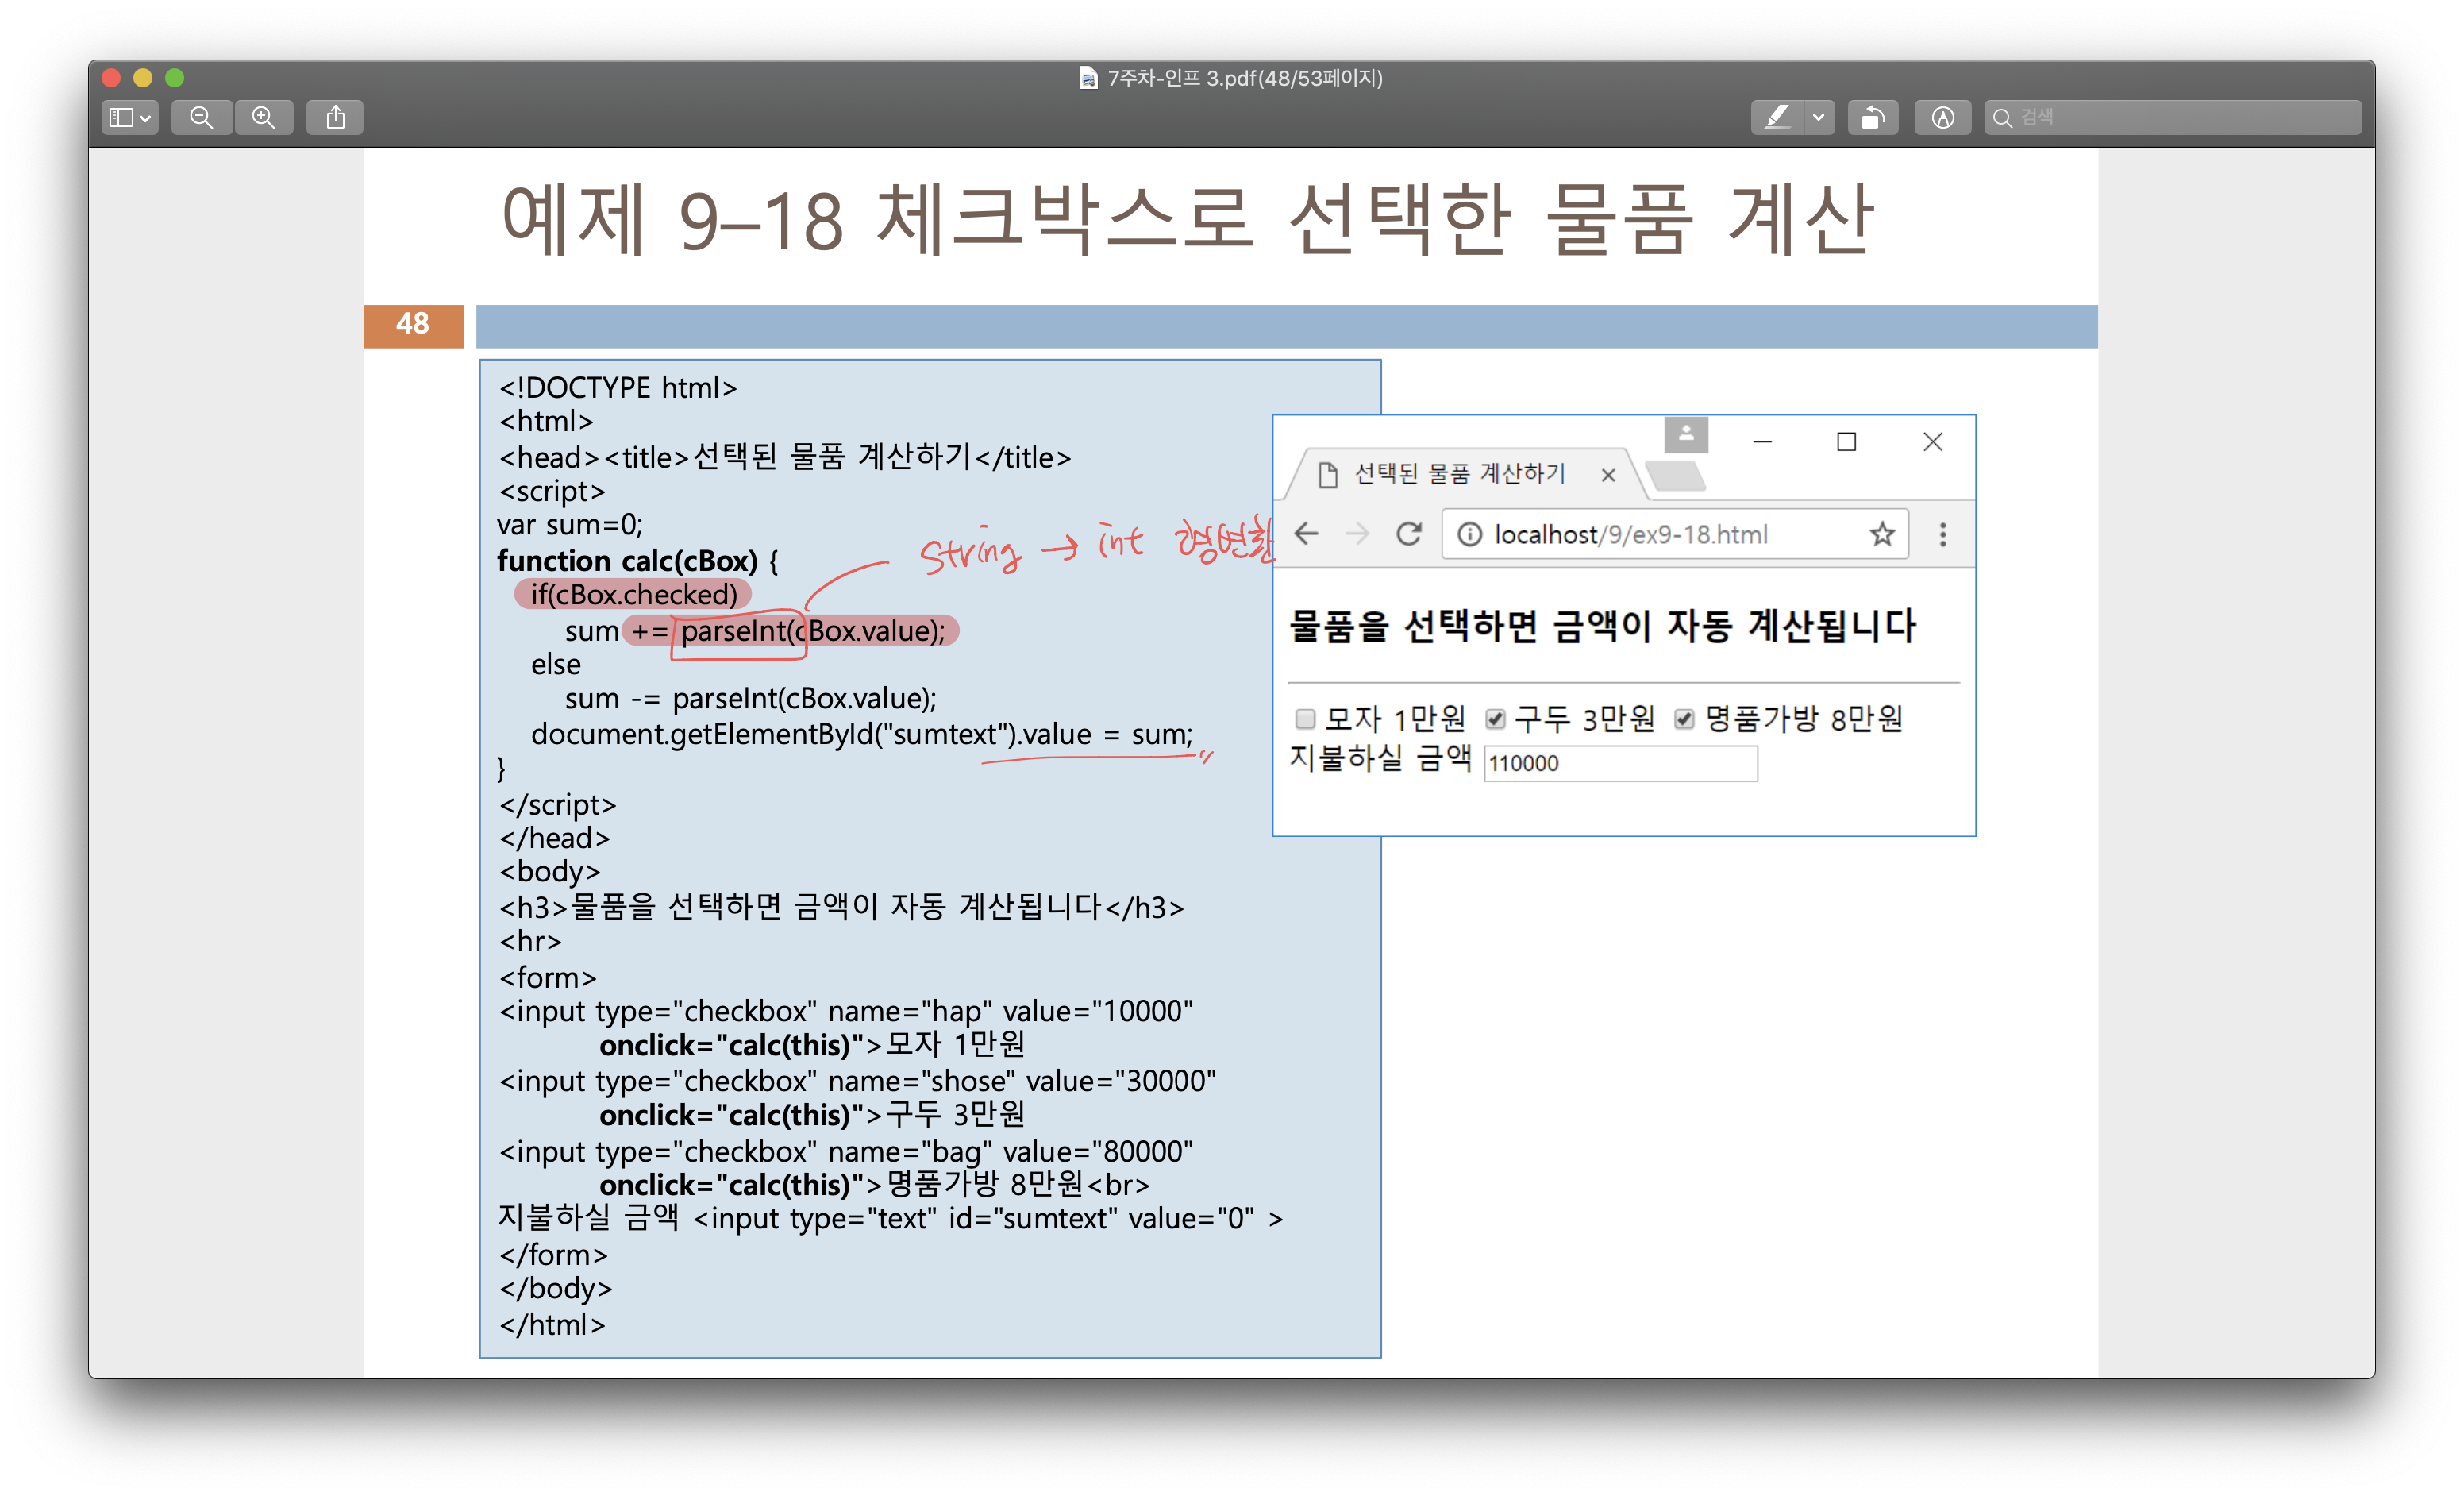 7주차-인프 3.pdf(48/53페이지)
검색
예제 9–18 체크박스로 선택한 물품 계산
48
<!DOCTYPE html>
<html>
<head><title>선택된 물품 계산하기</title>
<script>
var sum=0;
function calc(cBox) {
if(cBox.checked)
sum += parseInt(cBox.value);
else
sum -= parseInt(cBox.value);
document.getElementById("sumtext").value = sum;
}
</script>
</head>
<body>
<h3>물품을 선택하면 금액이 자동 계산됩니다</h3>
<hr>
<form>
<input type="checkbox" name="hap" value="10000"
onclick="calc(this)">모자 1만원
<input type="checkbox" name="shose" value="30000"
onclick="calc(this)">구두 3만원
<input type="checkbox" name="bag" value="80000"
onclick="calc(this)">명품가방 8만원<br>
지불하실 금액 <input type="text" id="sumtext" value="0" >
</form>
</body>
</html>
String → int 형변환
선택된 물품 계산하기
localhost/9/ex9-18.html
물품을 선택하면 금액이 자동 계산됩니다
모자 1만원 구두 3만원 명품가방 8만원
지불하실 금액 110000